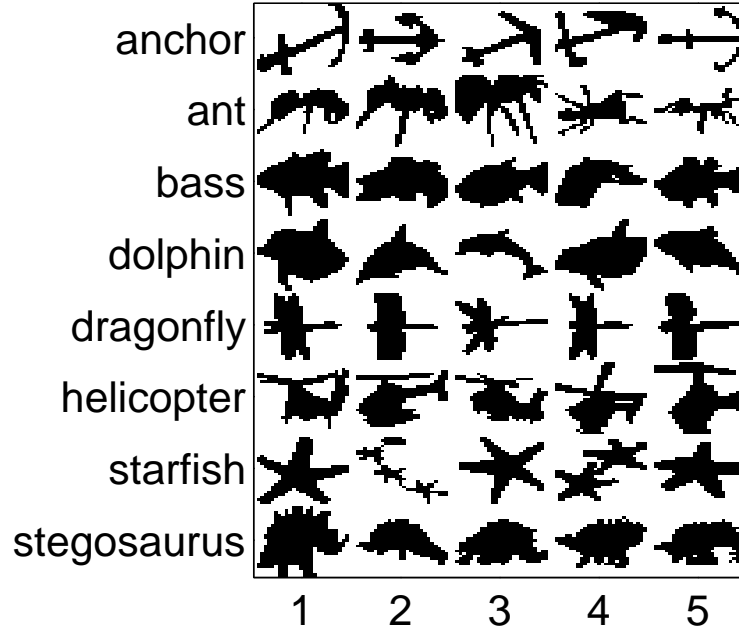 anchor
ant
bass
dolphin
dragonfly
helicopter
starfish
stegosaurus
1 2 3 4 5